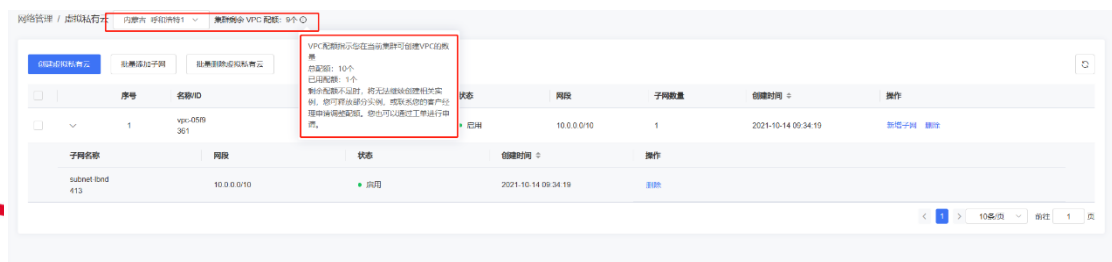 网络管理 / 虚拟私有云 内蒙古 呼和浩特1 集群剩余 VPC 配额：9个
创建虚拟私有云 批量添加子网 批量删除虚拟私有云
VPC配额指示您在当前集群可创建VPC的数量
总配额：10个
已用配额：1个
剩余配额不足时，将无法继续创建相关实例，您可释放部分实例，或联系您的客户经理申请调整配额。您也可以通过工单进行申请。
序号 名称/ID 状态 网段 子网数量 创建时间 操作
1 vpc-05f9 启用 10.0.0.0/10 1 2021-10-14 09:34:19 新增子网 删除
361
子网名称 网段 状态 创建时间 操作
subnet-lbnd 10.0.0.0/10 启用 2021-10-14 09:34:19 删除
413
1 10条/页 前往 1 页